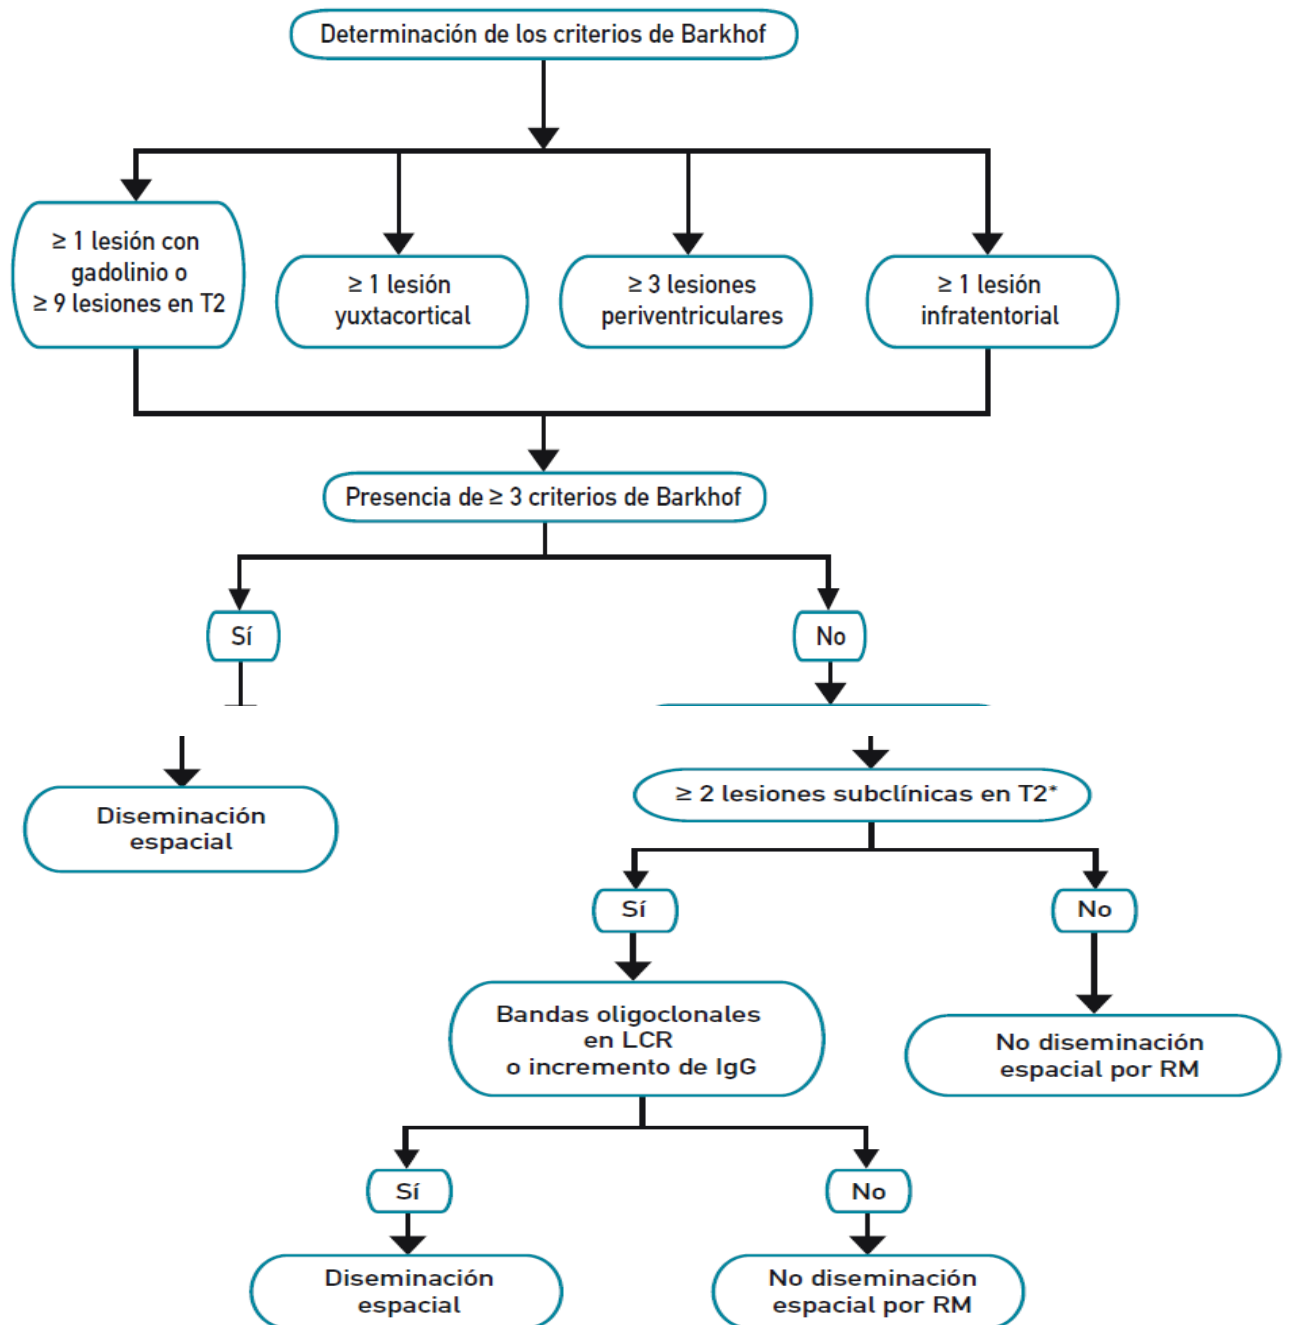 Determinación de los criterios de Barkhof
≥ 1 lesión con
gadolinio o
≥ 9 lesiones en T2
≥ 1 lesión
yuxtacortical
≥ 3 lesiones
periventriculares
≥ 1 lesión
infratentorial
Presencia de ≥ 3 criterios de Barkhof
Sí
No
Diseminación
espacial
≥ 2 lesiones subclínicas en T2*
Sí
No
Bandas oligoclonales
en LCR
o incremento de IgG
No diseminación
espacial por RM
Sí
No
Diseminación
espacial
No diseminación
espacial por RM